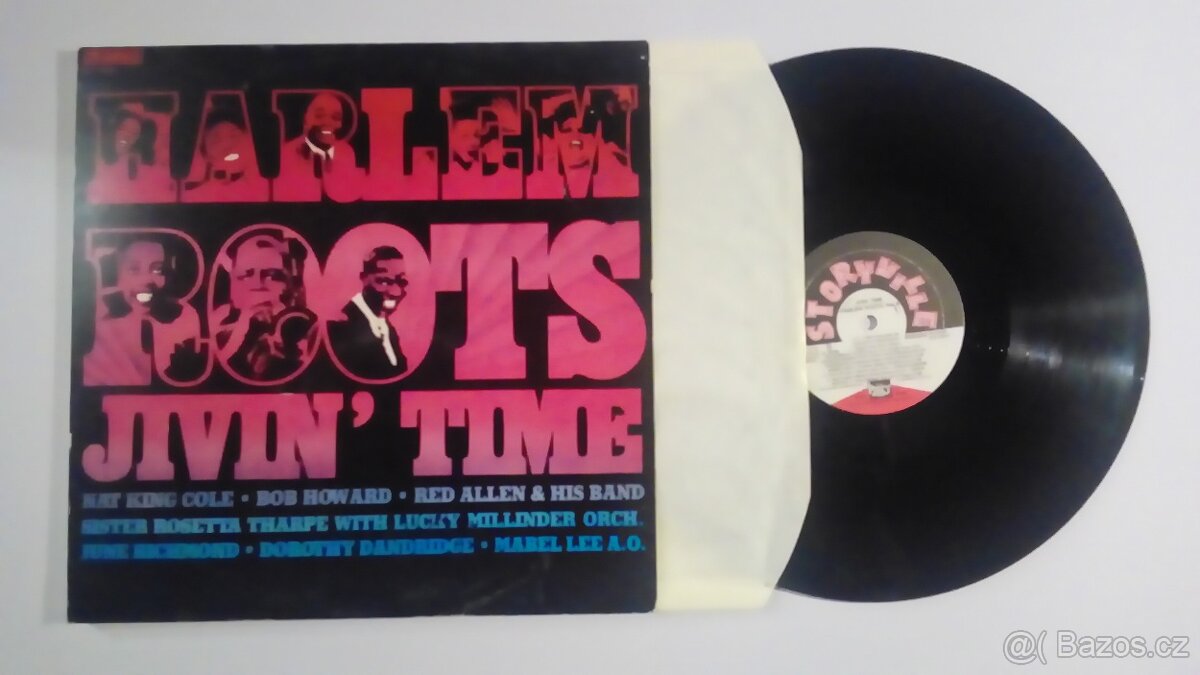 HARLEM
ROOTS
JIVIN' TIME
NAT KING COLE • BOB HOWARD • RED ALLEN & HIS BAND
SISTER ROSETTA THARPE WITH LUCKY MILLINDER ORCH.
JUNE RICHMOND • DOROTHY DANDRIDGE • MABEL LEE A.O.
STORYVILLE
@( Bazos.cz